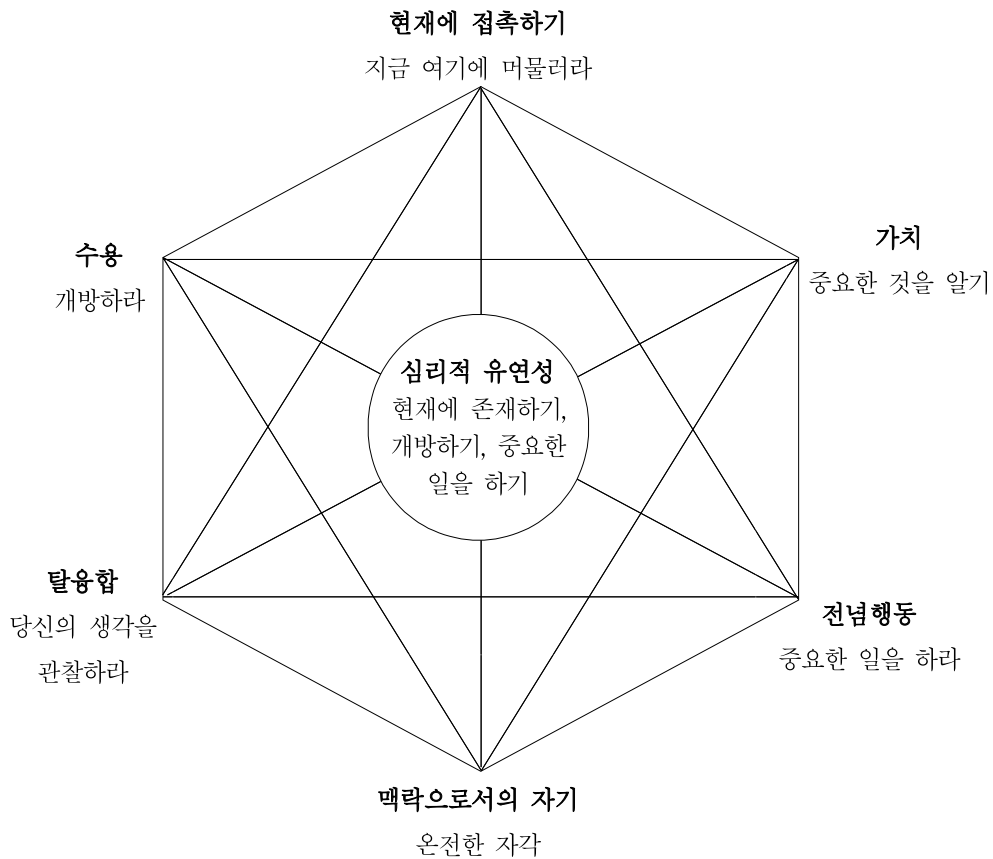 현재에 접촉하기
지금 여기에 머물러라
수용
개방하라
가치
중요한 것을 알기
심리적 유연성
현재에 존재하기,
개방하기, 중요한
일을 하기
탈융합
당신의 생각을
관찰하라
전념행동
중요한 일을 하라
맥락으로서의 자기
온전한 자각